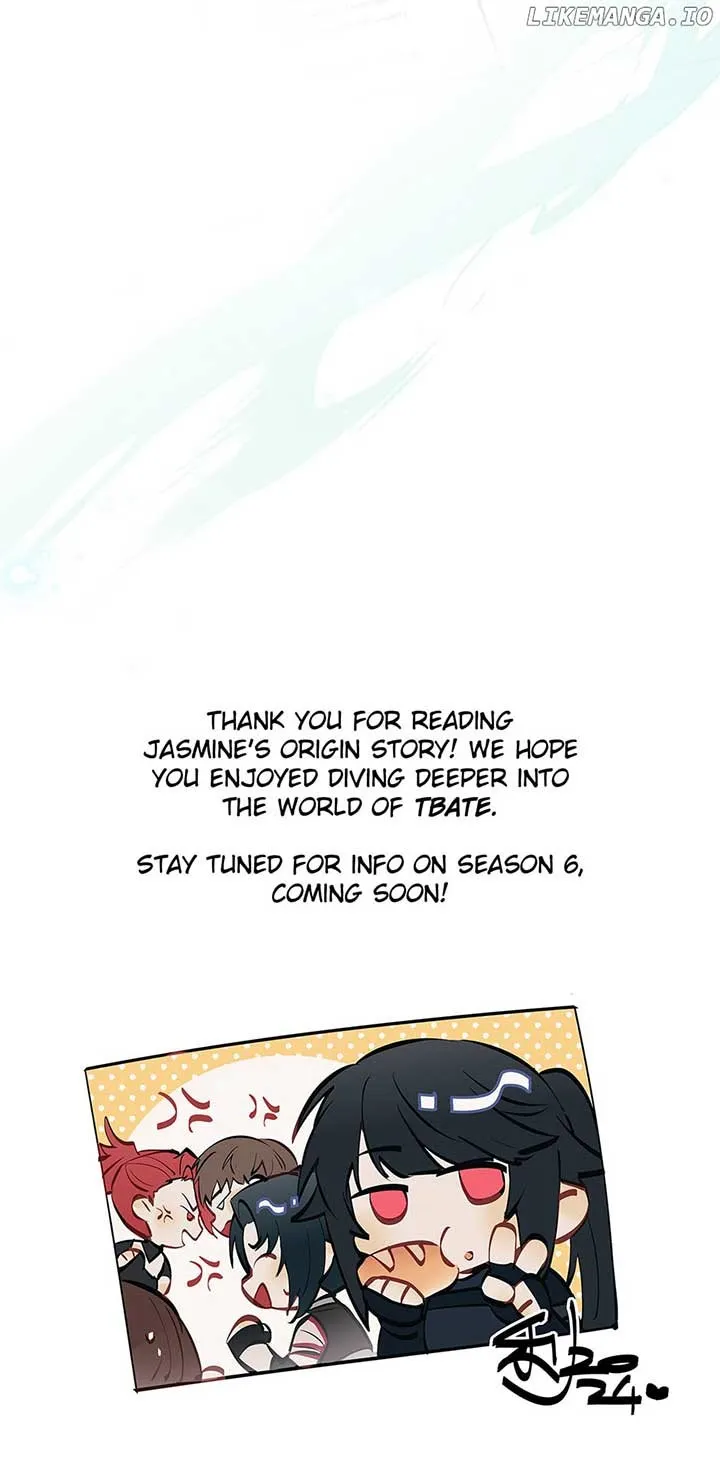 LIKEMANGA.IO
THANK YOU FOR READING
JASMINE'S ORIGIN STORY! WE HOPE
YOU ENJOYED DIVING DEEPER INTO
THE WORLD OF TBATE.
STAY TUNED FOR INFO ON SEASON 6,
COMING SOON!
2024